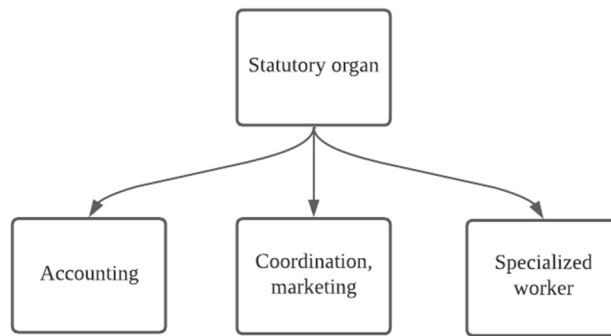 Statutory organ
Accounting
Coordination,
marketing
Specialized
worker